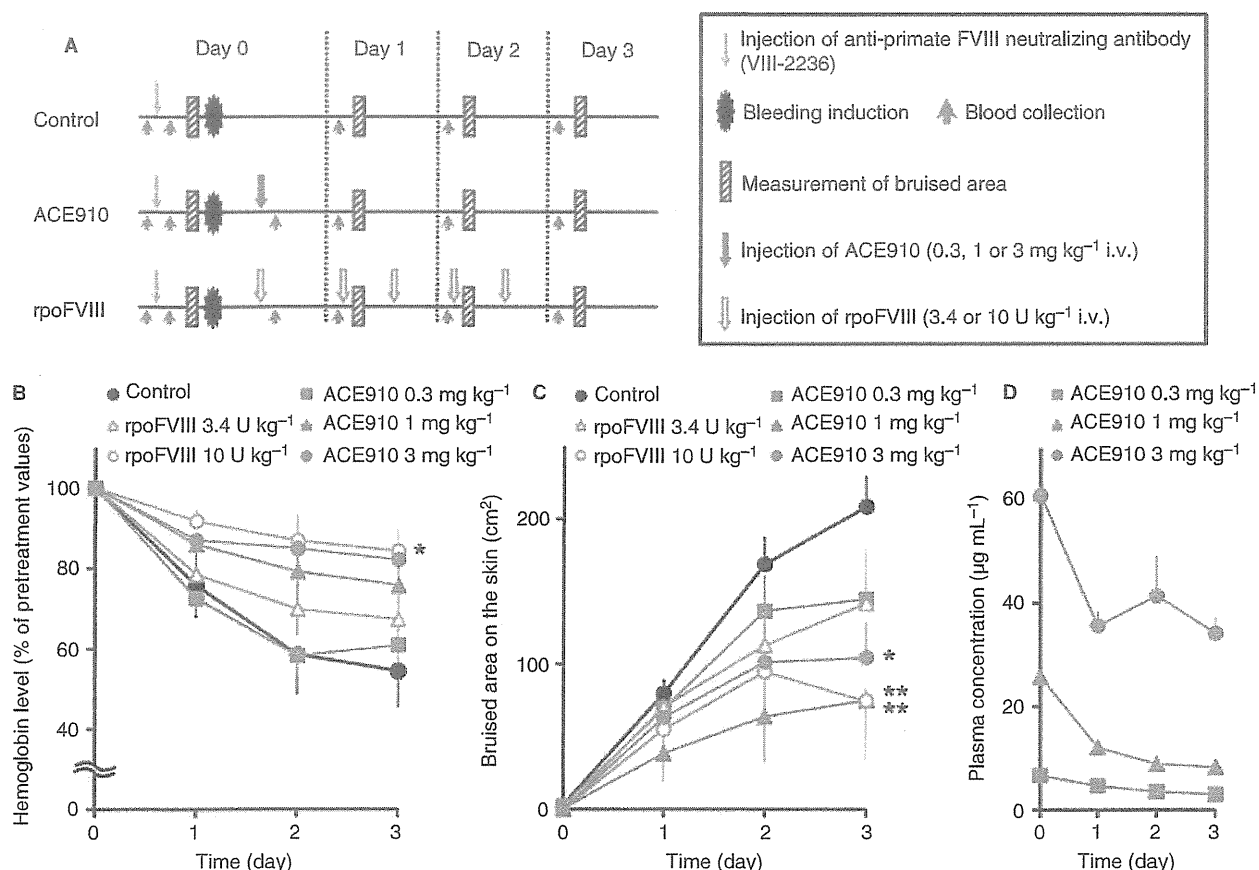 A
Day 0 Day 1 Day 2 Day 3
Control
ACE910
rpoFVIII
Injection of anti-primate FVIII neutralizing antibody
(VIII-2236)
Bleeding induction Blood collection
Measurement of bruised area
Injection of ACE910 (0.3, 1 or 3 mg kg⁻¹ i.v.)
Injection of rpoFVIII (3.4 or 10 U kg⁻¹ i.v.)
B
Control ACE910 0.3 mg kg⁻¹
rpoFVIII 3.4 U kg⁻¹ ACE910 1 mg kg⁻¹
rpoFVIII 10 U kg⁻¹ ACE910 3 mg kg⁻¹
Hemoglobin level (% of pretreatment values)
100
80
60
40
0
*
0 1 2 3
Time (day)
C
Control ACE910 0.3 mg kg⁻¹
rpoFVIII 3.4 U kg⁻¹ ACE910 1 mg kg⁻¹
rpoFVIII 10 U kg⁻¹ ACE910 3 mg kg⁻¹
Bruised area on the skin (cm²)
200
100
0
*
**
**
0 1 2 3
Time (day)
D
ACE910 0.3 mg kg⁻¹
ACE910 1 mg kg⁻¹
ACE910 3 mg kg⁻¹
Plasma concentration (µg mL⁻¹)
60
40
20
0
0 1 2 3
Time (day)